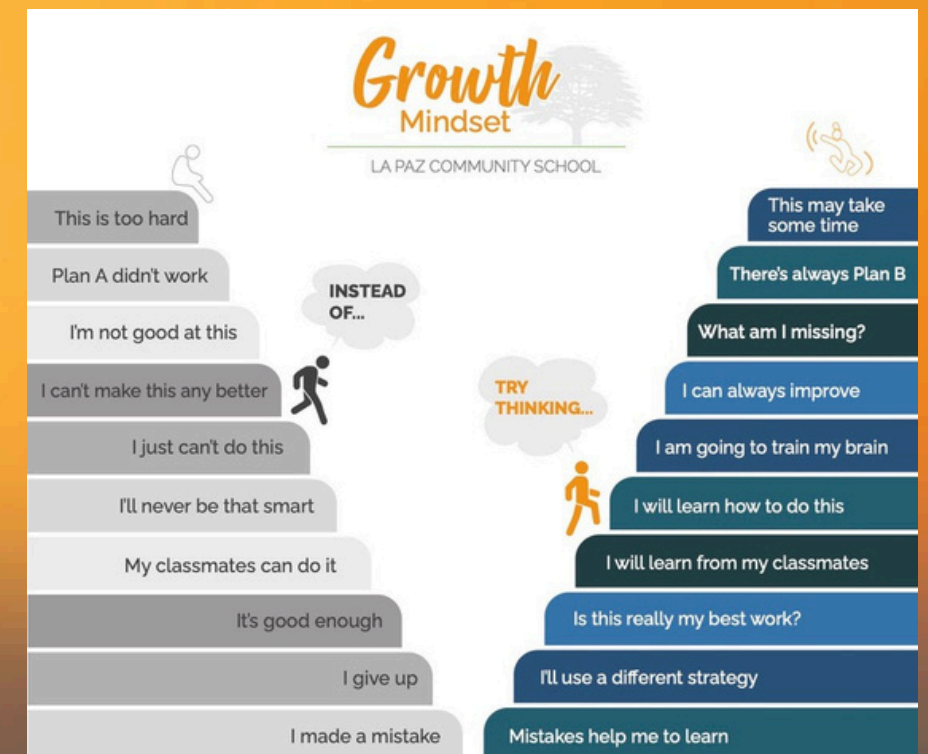 Growth
Mindset
LA PAZ COMMUNITY SCHOOL
This is too hard
Plan A didn't work
I'm not good at this
I can't make this any better
I just can't do this
I'll never be that smart
My classmates can do it
It's good enough
I give up
I made a mistake
INSTEAD
OF...
TRY
THINKING...
This may take
some time
There's always Plan B
What am I missing?
I can always improve
I am going to train my brain
I will learn how to do this
I will learn from my classmates
Is this really my best work?
I'll use a different strategy
Mistakes help me to learn